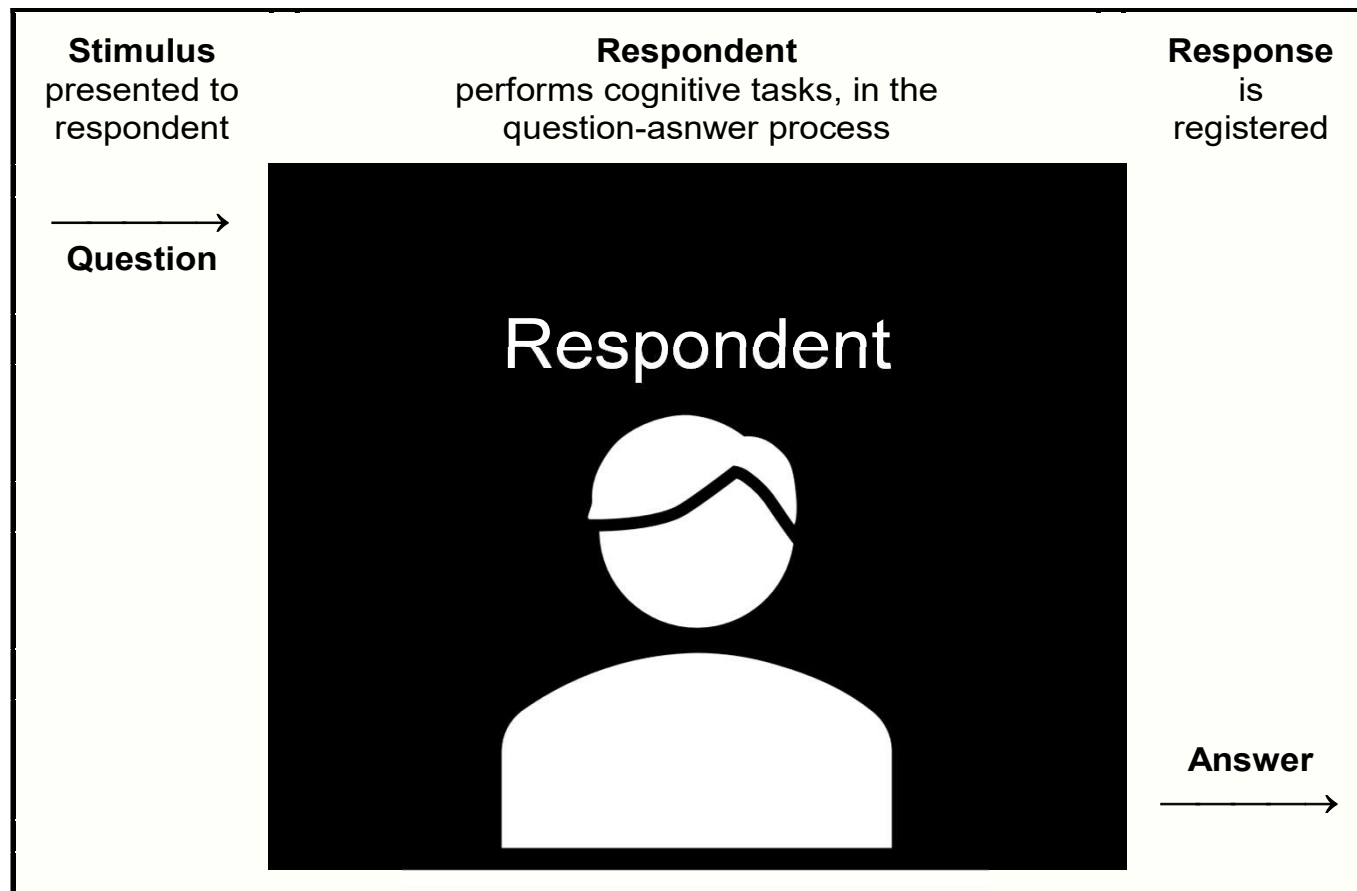 Stimulus
presented to
respondent
Respondent
performs cognitive tasks, in the
question-asnwer process
Response
is
registered
Question
Respondent
Answer